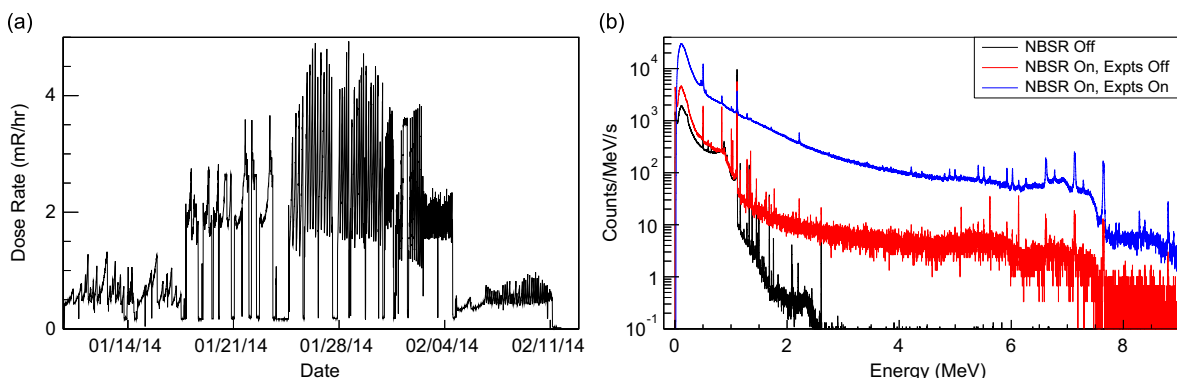 (a)
Dose Rate (mR/hr)
4
2
0
01/14/14
01/21/14
01/28/14
02/04/14
02/11/14
Date
(b)
Counts/MeV/s
10^4
10^3
10^2
10
1
10^-1
0
2
4
6
8
Energy (MeV)
NBSR Off
NBSR On, Expts Off
NBSR On, Expts On